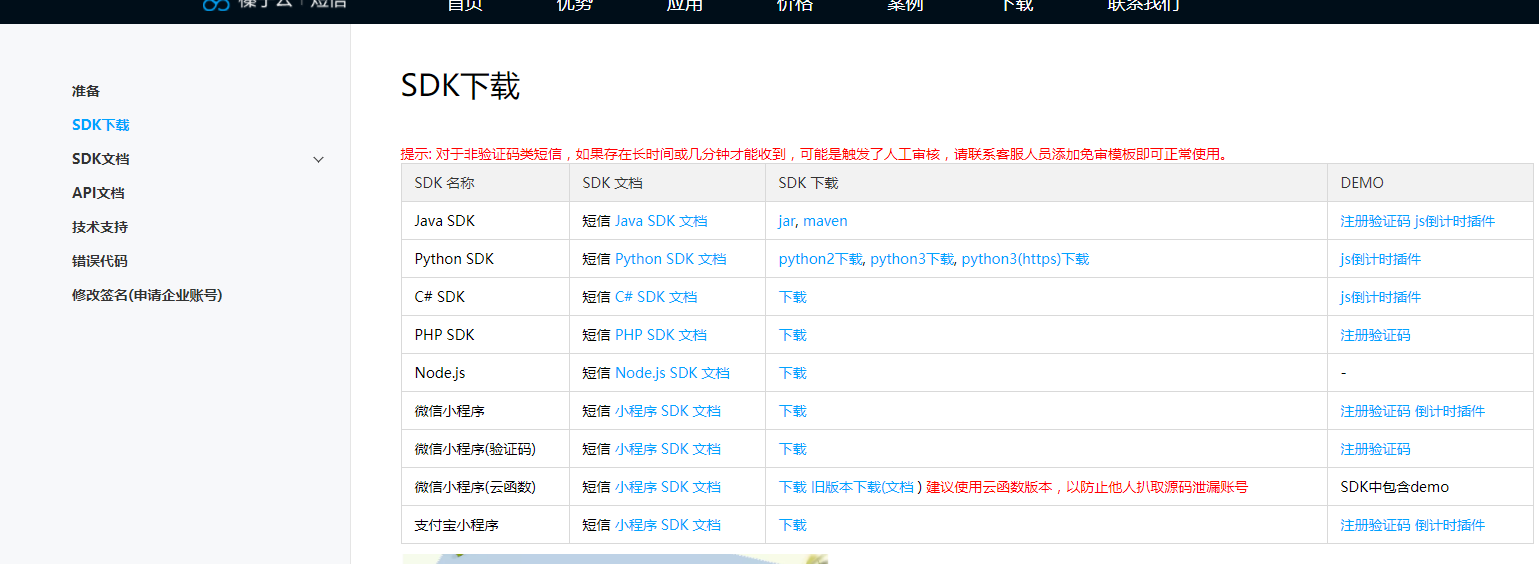 榛子云 | 短信
首页 优势 应用 价格 案例 下载 联系我们
准备
SDK下载
SDK文档
API文档
技术支持
错误代码
修改签名(申请企业账号)
SDK下载
提示: 对于非验证码类短信，如果存在长时间或几分钟才能收到，可能是触发了人工审核，请联系客服人员添加免审模板即可正常使用。
SDK 名称 SDK 文档 SDK 下载 DEMO
Java SDK 短信 Java SDK 文档 jar, maven 注册验证码 js倒计时插件
Python SDK 短信 Python SDK 文档 python2下载, python3下载, python3(https)下载 js倒计时插件
C# SDK 短信 C# SDK 文档 下载 js倒计时插件
PHP SDK 短信 PHP SDK 文档 下载 注册验证码
Node.js 短信 Node.js SDK 文档 下载 -
微信小程序 短信 小程序 SDK 文档 下载 注册验证码 倒计时插件
微信小程序(验证码) 短信 小程序 SDK 文档 下载 注册验证码
微信小程序(云函数) 短信 小程序 SDK 文档 下载 旧版本下载(文档 ) 建议使用云函数版本，以防止他人扒取源码泄漏账号 SDK中包含demo
支付宝小程序 短信 小程序 SDK 文档 下载 注册验证码 倒计时插件